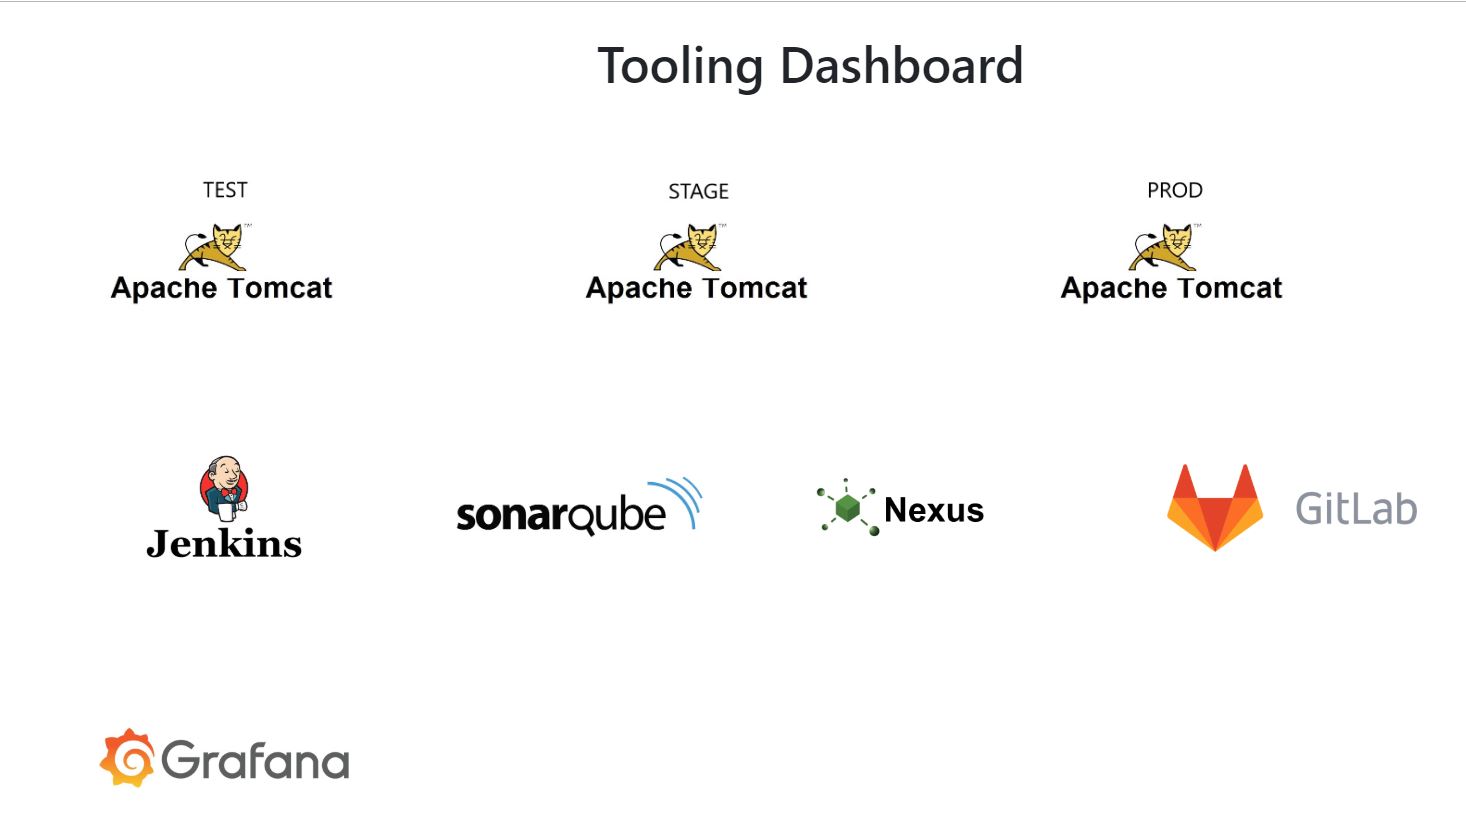 Tooling Dashboard
TEST
STAGE
PROD
Apache Tomcat
Apache Tomcat
Apache Tomcat
Jenkins
sonarqube
Nexus
GitLab
Grafana